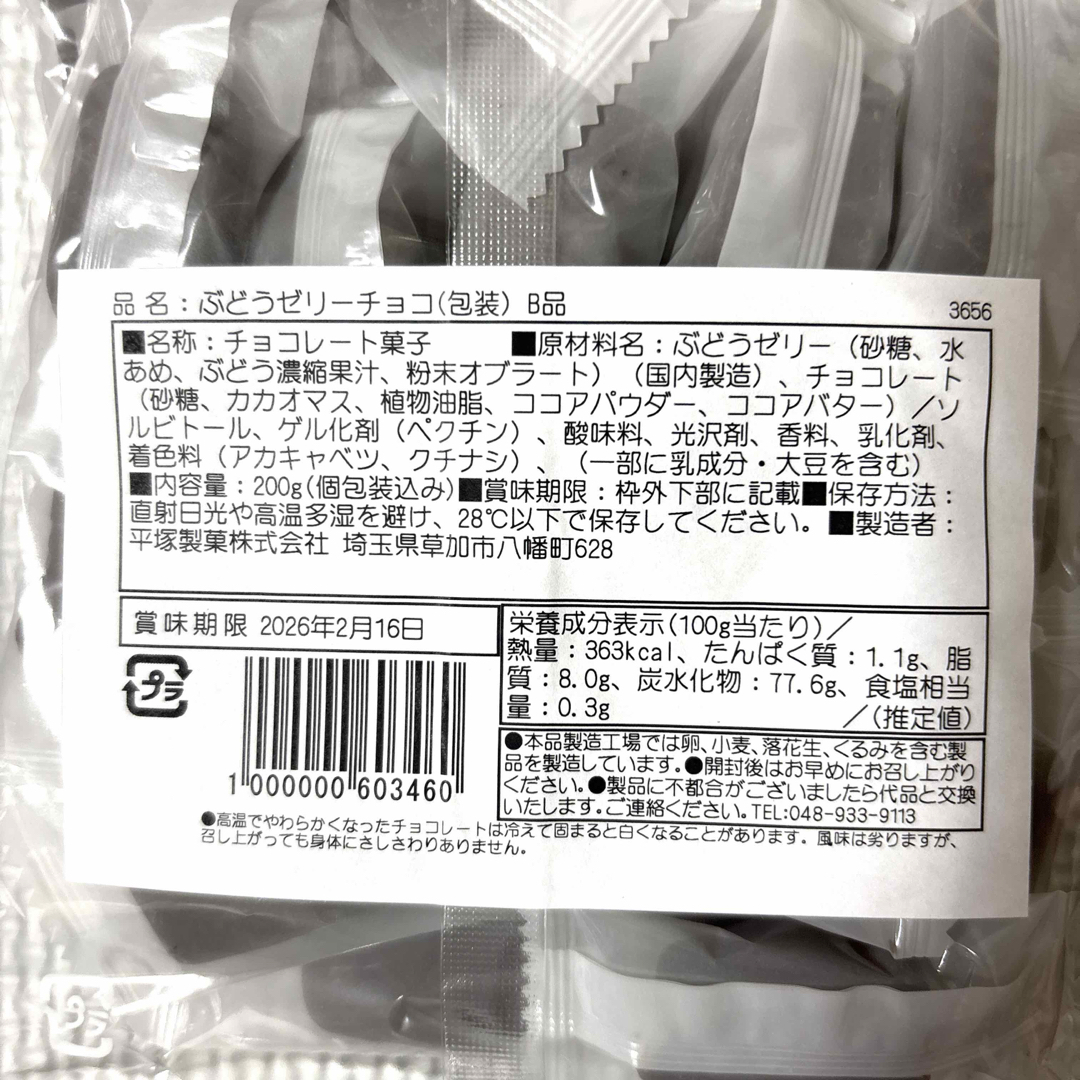 品名：ぶどうゼリーチョコ(包装) B品
3656
■名称：チョコレート菓子 ■原材料名：ぶどうゼリー（砂糖、水
あめ、ぶどう濃縮果汁、粉末オブラート）（国内製造）、チョコレート
（砂糖、カカオマス、植物油脂、ココアパウダー、ココアバター）／ソ
ルビトール、ゲル化剤（ペクチン）、酸味料、光沢剤、香料、乳化剤、
着色料（アカキャベツ、クチナシ）、（一部に乳成分・大豆を含む）
■内容量：200g(個包装込み)■賞味期限：枠外下部に記載■保存方法：
直射日光や高温多湿を避け、28℃以下で保存してください。■製造者：
平塚製菓株式会社 埼玉県草加市八幡町628
賞味期限 2026年2月16日
栄養成分表示(100g当たり)／
熱量：363kcal、たんぱく質：1.1g、脂
質：8.0g、炭水化物：77.6g、食塩相当
量：0.3g ／(推定値)
プラ
1 000000 603460
●本品製造工場では卵、小麦、落花生、くるみを含む製
品を製造しています。●開封後はお早めにお召し上がり
ください。●製品に不都合がございましたら代品と交換
いたします。ご連絡ください。TEL:048-933-9113
●高温でやわらかくなったチョコレートは冷えて固まると白くなることがあります。風味は劣りますが、
召し上がっても身体にさしさわりありません。
プラ